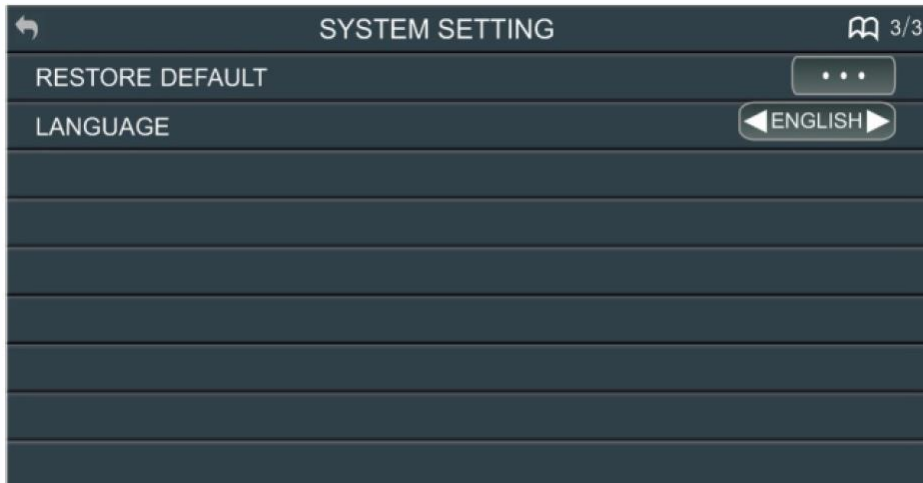 SYSTEM SETTING 3/3
RESTORE DEFAULT ...
LANGUAGE ENGLISH